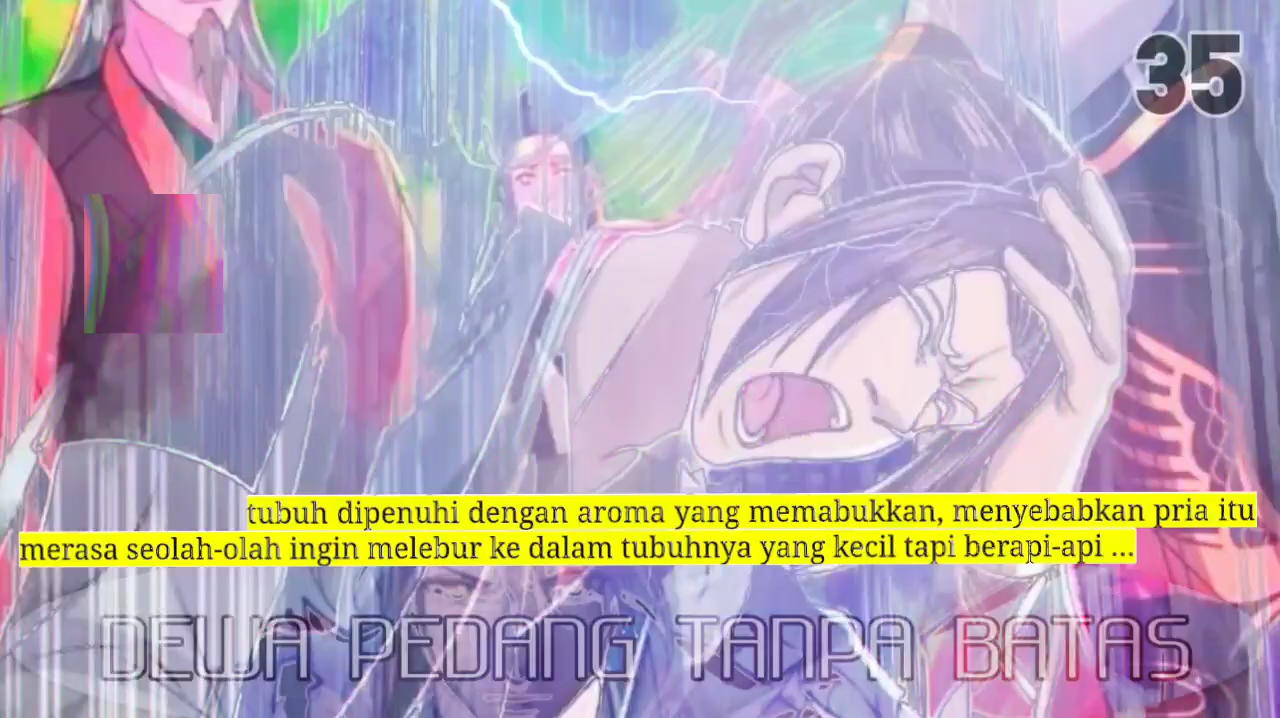 35
tubuh dipenuhi dengan aroma yang memabukkan, menyebabkan pria itu
merasa seolah-olah ingin melebur ke dalam tubuhnya yang kecil tapi berapi-api ...
DEWA PEDANG TANPA BATAS